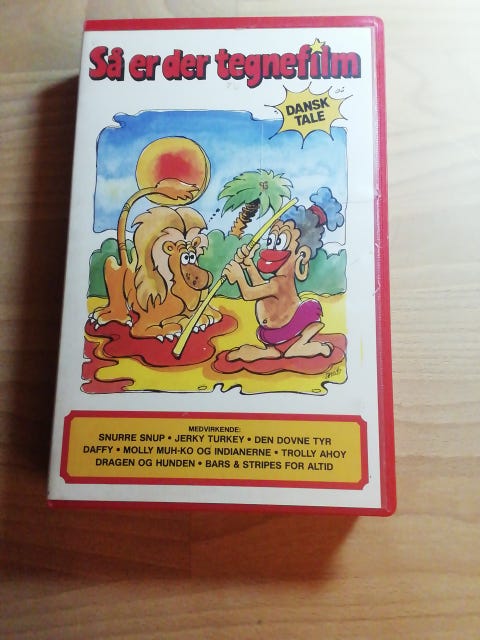 Så er der tegnefilm
DANSK
TALE
MEDVIRKENDE:
SNURRE SNUP • JERKY TURKEY • DEN DOVNE TYR
DAFFY • MOLLY MUH-KO OG INDIANERNE • TROLLY AHOY
DRAGEN OG HUNDEN • BARS & STRIPES FOR ALTID